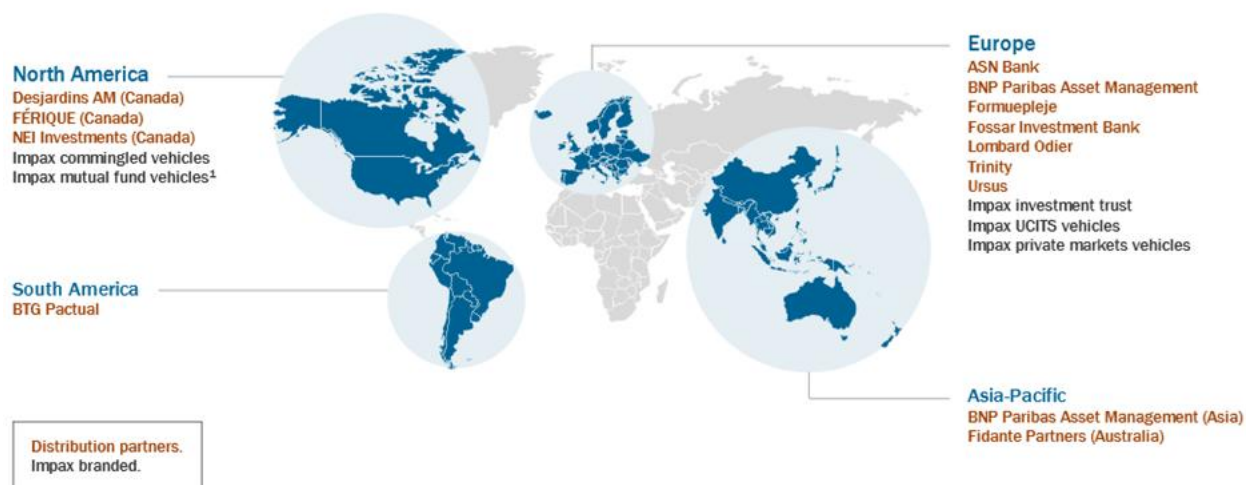 North America
Desjardins AM (Canada)
FÉRIQUE (Canada)
NEI Investments (Canada)
Impax commingled vehicles
Impax mutual fund vehicles¹
South America
BTG Pactual
Europe
ASN Bank
BNP Paribas Asset Management
Formuepleje
Fossar Investment Bank
Lombard Odier
Trinity
Ursus
Impax investment trust
Impax UCITS vehicles
Impax private markets vehicles
Asia-Pacific
BNP Paribas Asset Management (Asia)
Fidante Partners (Australia)
Distribution partners.
Impax branded.